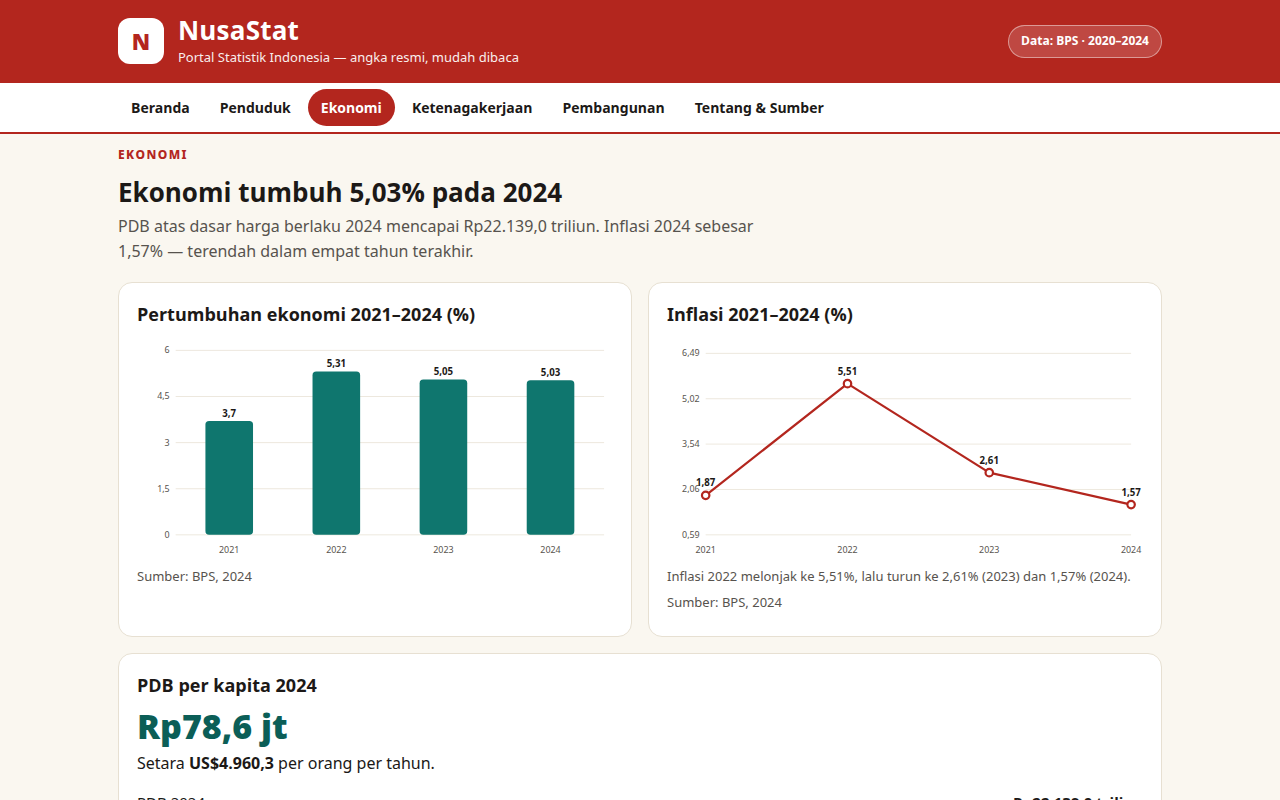 N
NusaStat
Portal Statistik Indonesia — angka resmi, mudah dibaca
Data: BPS · 2020–2024
Beranda
Penduduk
Ekonomi
Ketenagakerjaan
Pembangunan
Tentang & Sumber
EKONOMI
Ekonomi tumbuh 5,03% pada 2024
PDB atas dasar harga berlaku 2024 mencapai Rp22.139,0 triliun. Inflasi 2024 sebesar
1,57% — terendah dalam empat tahun terakhir.
Pertumbuhan ekonomi 2021–2024 (%)
6
4,5
3
1,5
0
3,7
5,31
5,05
5,03
2021
2022
2023
2024
Sumber: BPS, 2024
Inflasi 2021–2024 (%)
6,49
5,02
3,54
2,06
0,59
1,87
5,51
2,61
1,57
2021
2022
2023
2024
Inflasi 2022 melonjak ke 5,51%, lalu turun ke 2,61% (2023) dan 1,57% (2024).
Sumber: BPS, 2024
PDB per kapita 2024
Rp78,6 jt
Setara US$4.960,3 per orang per tahun.
PDB 2024